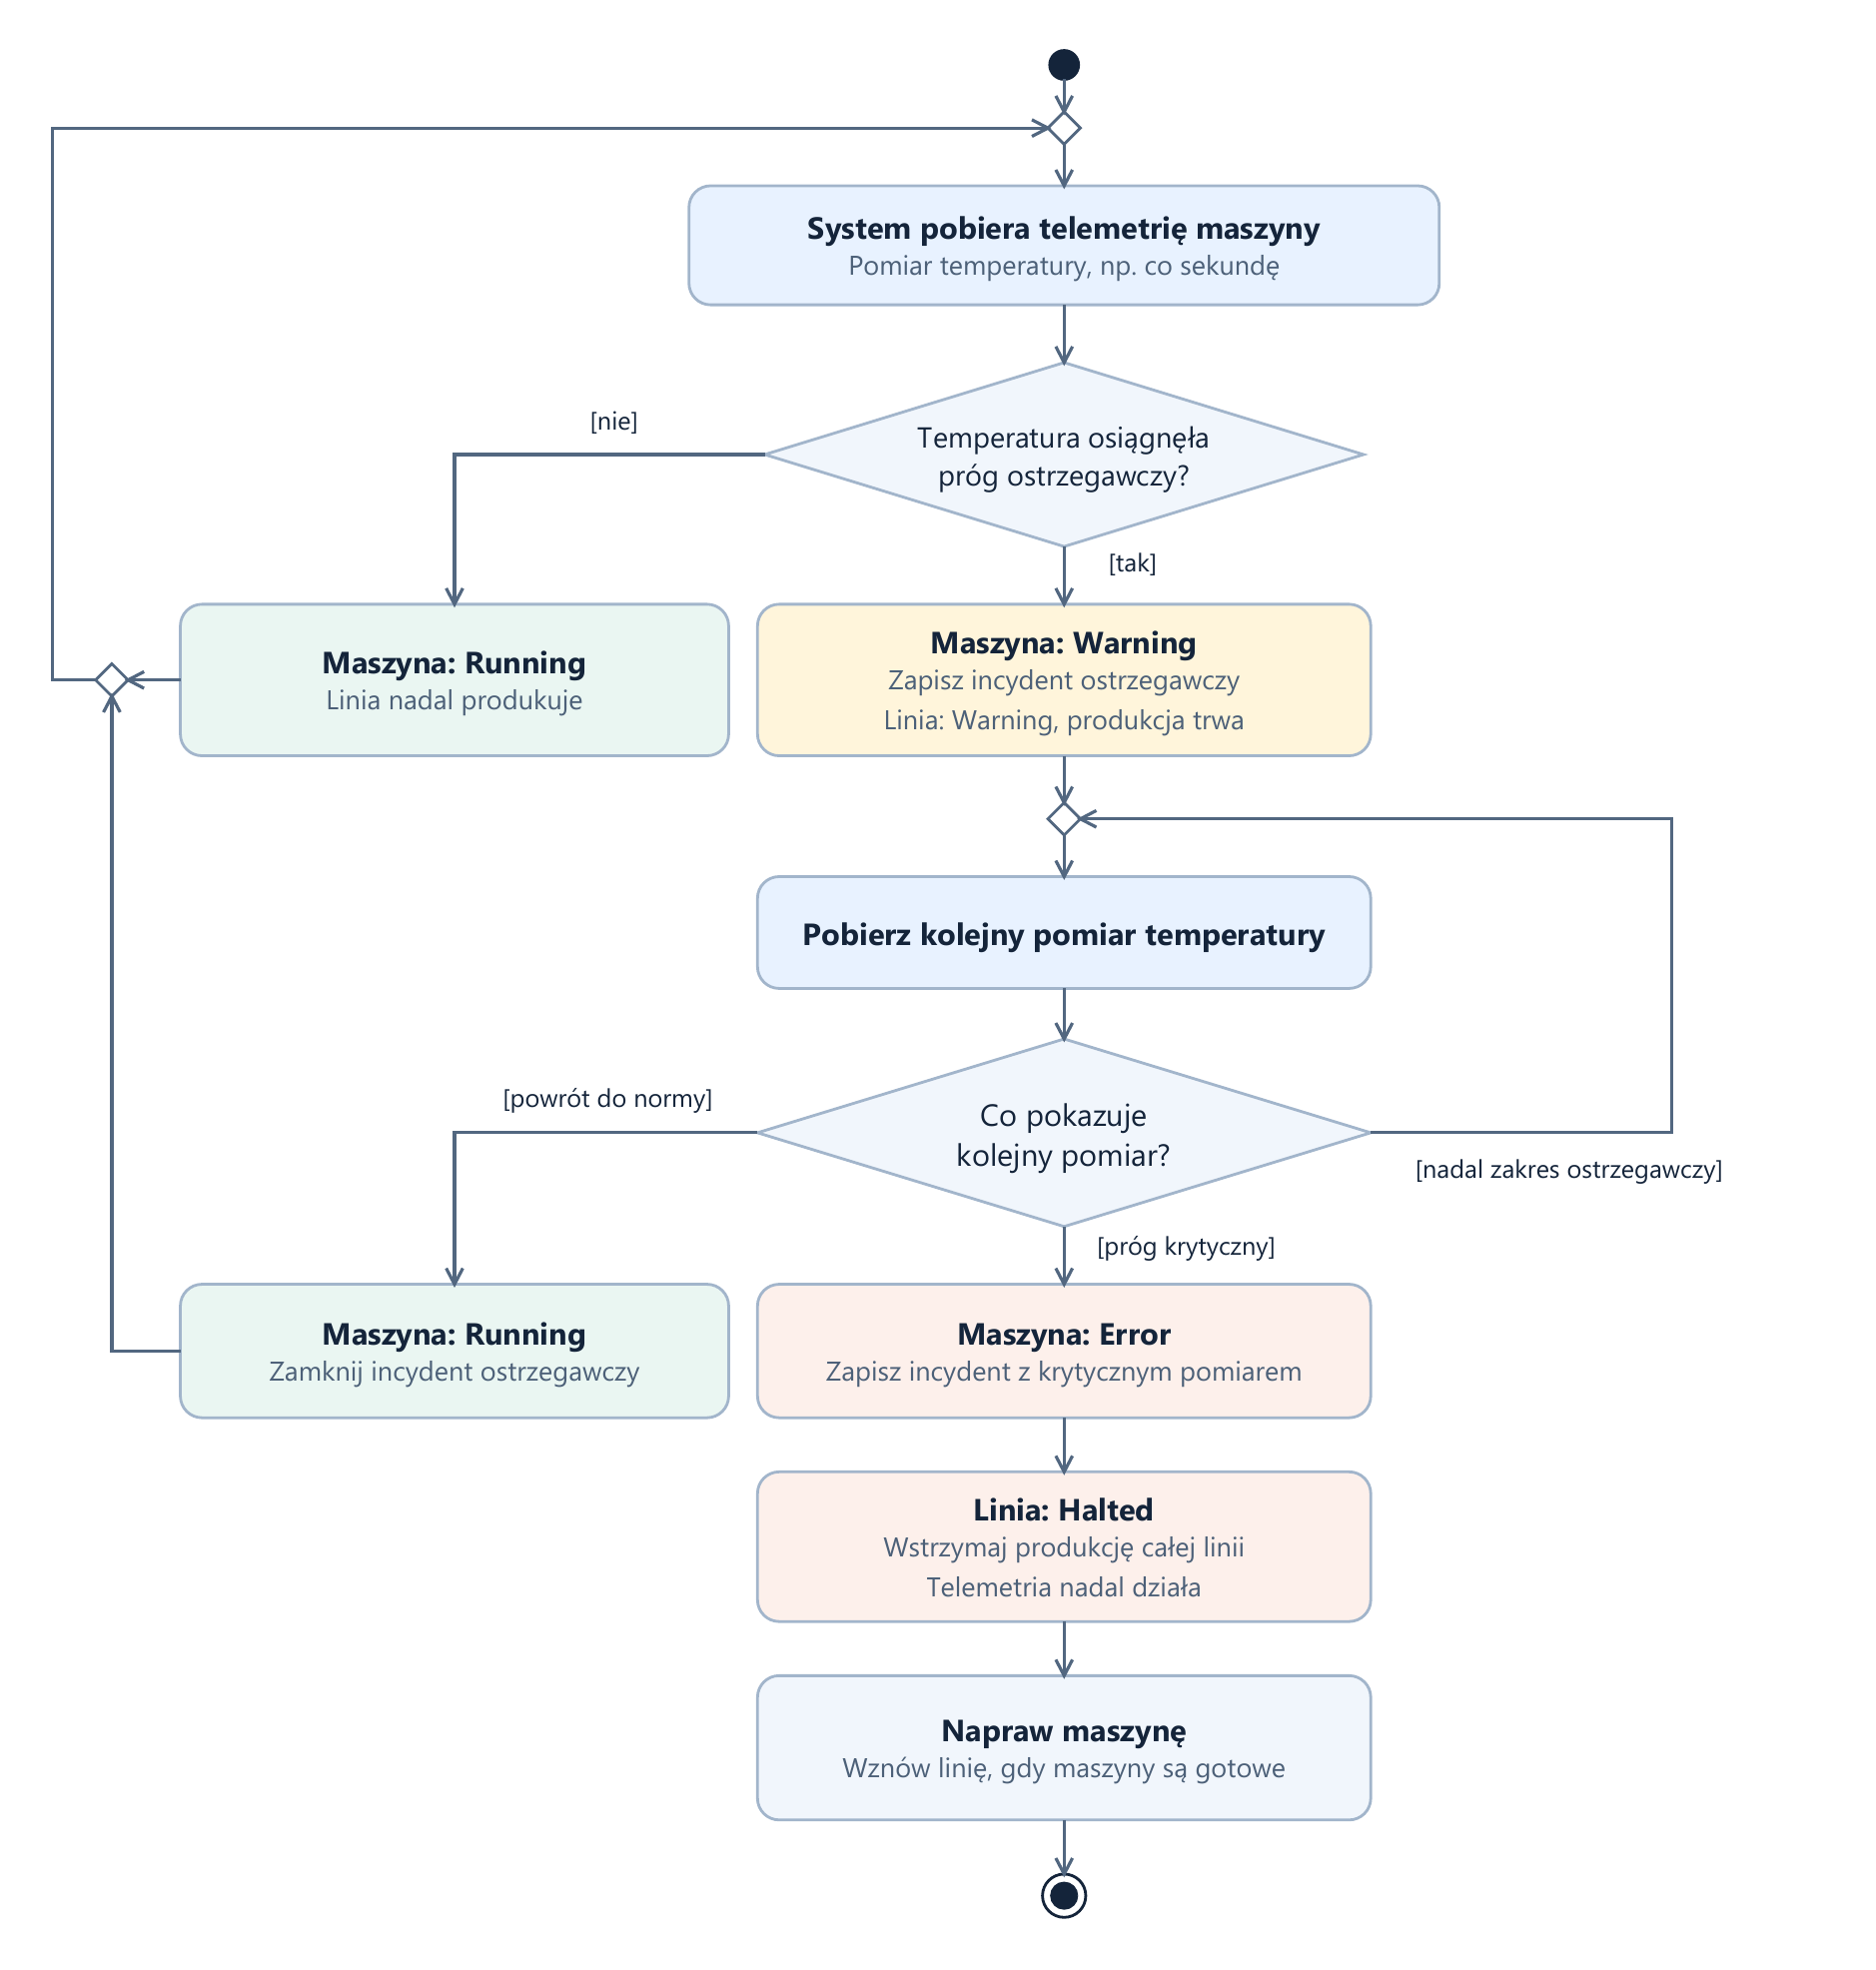 System pobiera telemetrię maszyny
Pomiar temperatury, np. co sekundę
Temperatura osiągnęła
próg ostrzegawczy?
[nie]
[tak]
Maszyna: Running
Linia nadal produkuje
Maszyna: Warning
Zapisz incydent ostrzegawczy
Linia: Warning, produkcja trwa
Pobierz kolejny pomiar temperatury
Co pokazuje
kolejny pomiar?
[powrót do normy]
[nadal zakres ostrzegawczy]
[próg krytyczny]
Maszyna: Running
Zamknij incydent ostrzegawczy
Maszyna: Error
Zapisz incydent z krytycznym pomiarem
Linia: Halted
Wstrzymaj produkcję całej linii
Telemetria nadal działa
Napraw maszynę
Wznów linię, gdy maszyny są gotowe